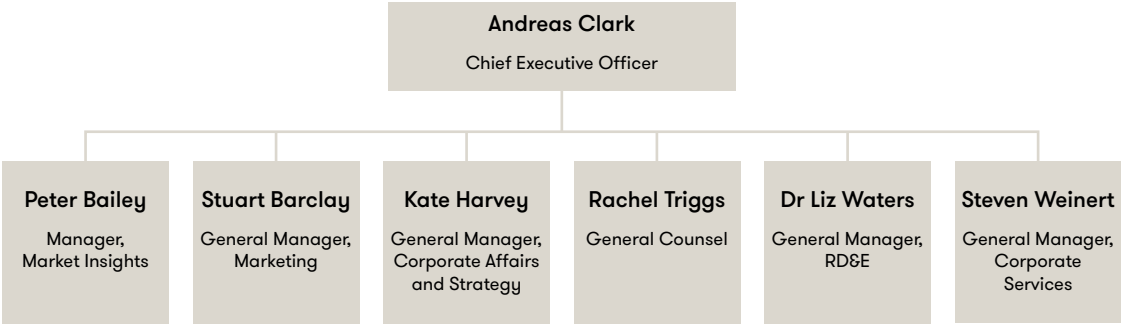 Andreas Clark
Chief Executive Officer
Peter Bailey
Manager,
Market Insights
Stuart Barclay
General Manager,
Marketing
Kate Harvey
General Manager,
Corporate Affairs
and Strategy
Rachel Triggs
General Counsel
Dr Liz Waters
General Manager,
RD&E
Steven Weinert
General Manager,
Corporate
Services